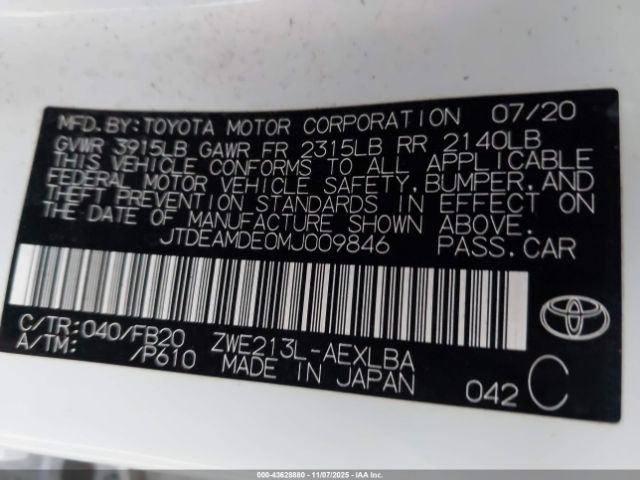 MFD. BY: TOYOTA MOTOR CORPORATION 07/20
GVWR 3915LB GAWR FR 2315LB RR 2140LB
THIS VEHICLE CONFORMS TO ALL APPLICABLE
FEDERAL MOTOR VEHICLE SAFETY, BUMPER, AND
THEFT PREVENTION STANDARDS IN EFFECT ON
THE DATE OF MANUFACTURE SHOWN ABOVE.
JTDEAMDE0MJ009846 PASS.CAR
C/TR: 040/FB20 ZWE213L-AEXLBA
A/TM: /P610 MADE IN JAPAN 042 C
TOYOTA
000-43628880 - 11/07/2025 - IAAI.COM